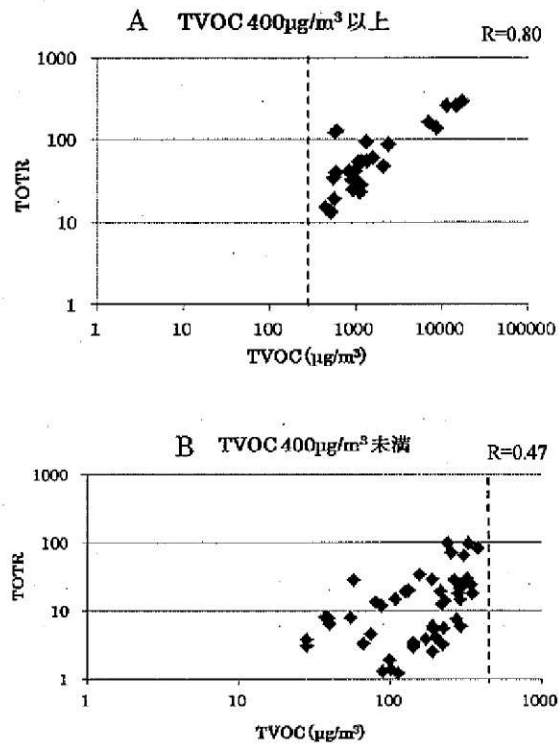 A TVOC 400µg/m³ 以上
R=0.80
1000
100
10
1
TOTR
1 10 100 1000 10000 100000
TVOC (µg/m³)
B TVOC 400µg/m³ 未満
R=0.47
1000
100
10
1
TOTR
1 10 100 1000
TVOC (µg/m³)